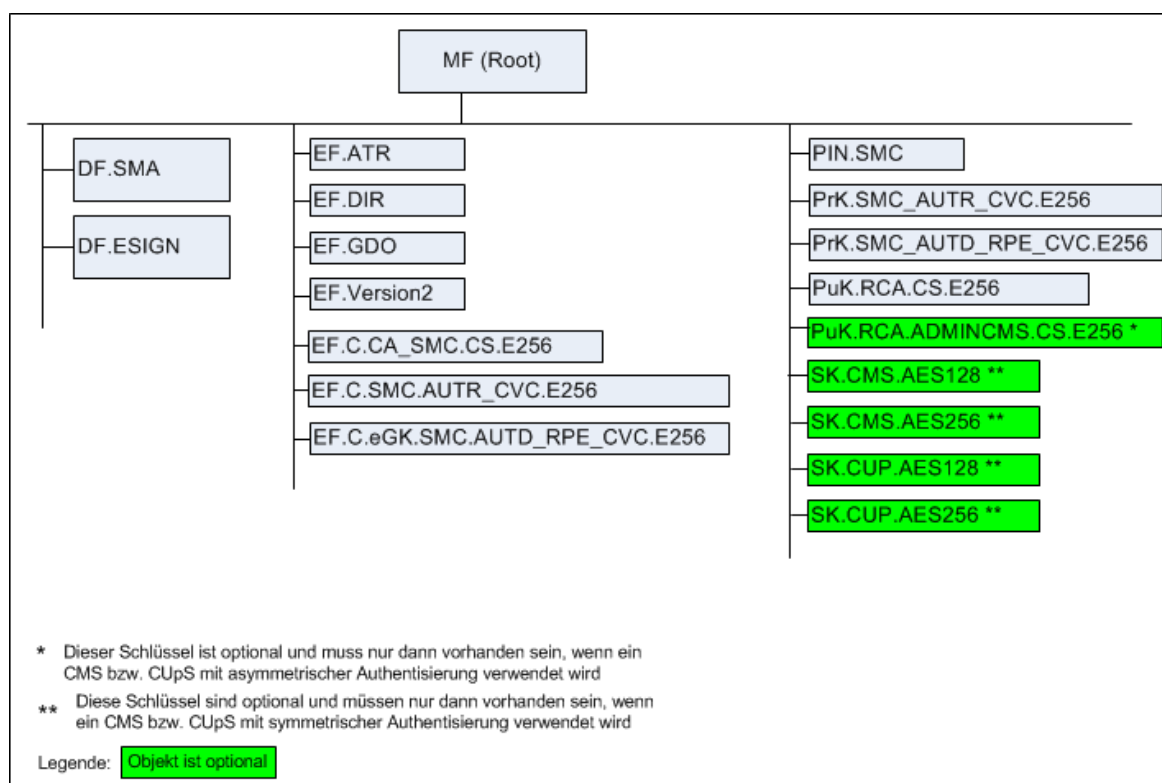 MF (Root)
DF.SMA
DF.ESIGN
EF.ATR
EF.DIR
EF.GDO
EF.Version2
EF.C.CA_SMC.CS.E256
EF.C.SMC.AUTR_CVC.E256
EF.C.eGK.SMC.AUTD_RPE_CVC.E256
PIN.SMC
PrK.SMC_AUTR_CVC.E256
PrK.SMC_AUTD_RPE_CVC.E256
PuK.RCA.CS.E256
PuK.RCA.ADMINCMS.CS.E256 *
SK.CMS.AES128 **
SK.CMS.AES256 **
SK.CUP.AES128 **
SK.CUP.AES256 **
* Dieser Schlüssel ist optional und muss nur dann vorhanden sein, wenn ein
CMS bzw. CUpS mit asymmetrischer Authentisierung verwendet wird
** Diese Schlüssel sind optional und müssen nur dann vorhanden sein, wenn
ein CMS bzw. CUpS mit symmetrischer Authentisierung verwendet wird
Legende: Objekt ist optional